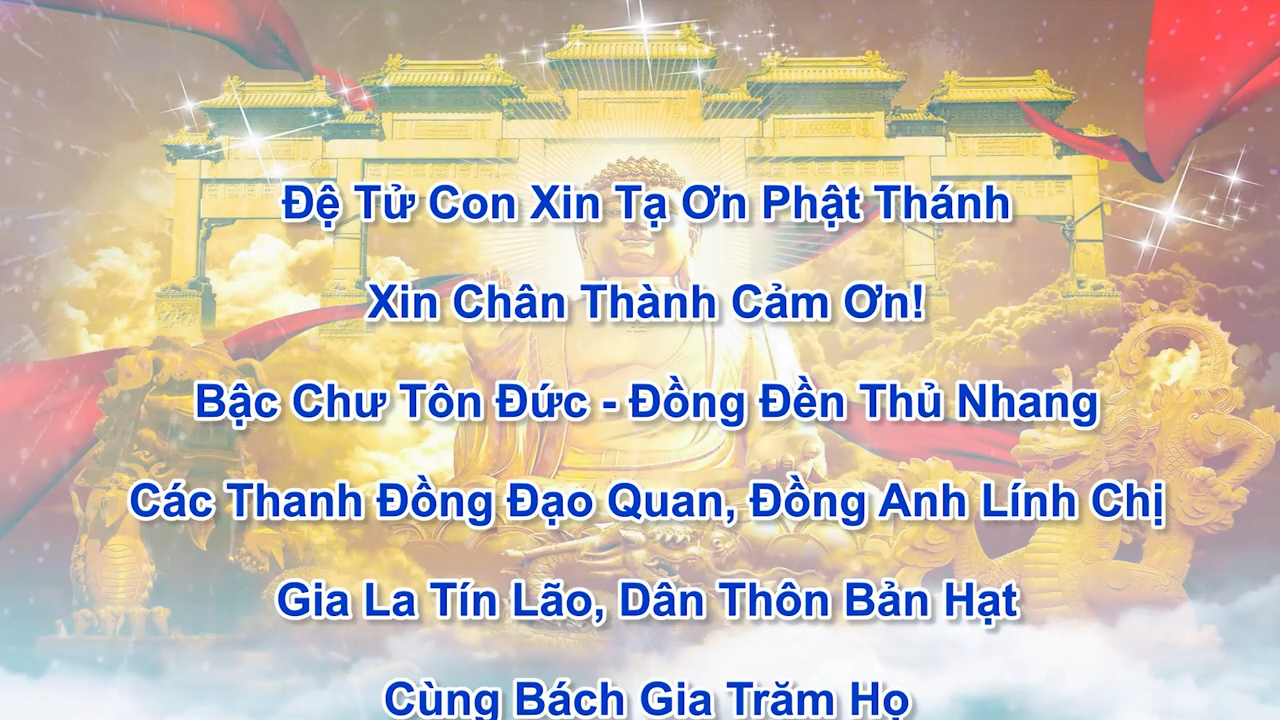 Đệ Tử Con Xin Tạ Ơn Phật Thánh
Xin Chân Thành Cảm Ơn!
Bậc Chư Tôn Đức - Đồng Đền Thủ Nhang
Các Thanh Đồng Đạo Quan, Đồng Anh Lính Chị
Gia La Tín Lão, Dân Thôn Bản Hạt
Cùng Bách Gia Trăm Họ